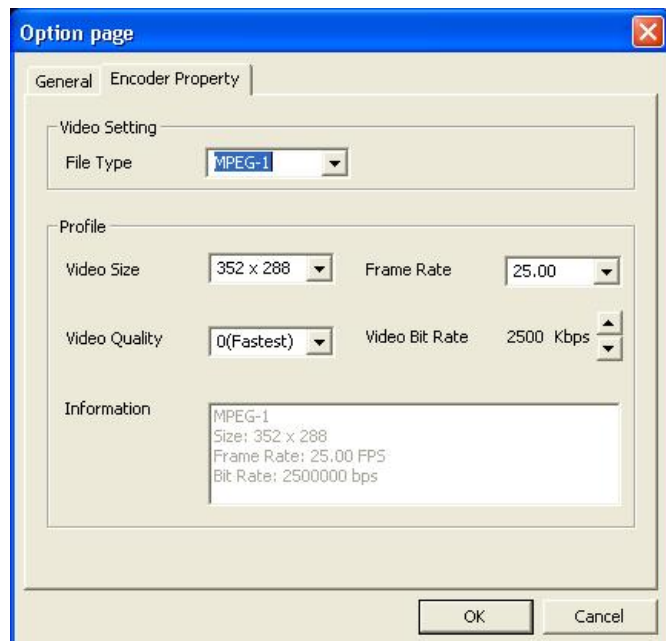 Option page
General Encoder Property
Video Setting
File Type MPEG-1
Profile
Video Size 352 x 288 Frame Rate 25.00
Video Quality 0(Fastest) Video Bit Rate 2500 Kbps
Information
MPEG-1
Size: 352 x 288
Frame Rate: 25.00 FPS
Bit Rate: 2500000 bps
OK Cancel